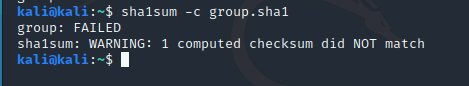 kali@kali:~$ sha1sum -c group.sha1
group: FAILED
sha1sum: WARNING: 1 computed checksum did NOT match
kali@kali:~$